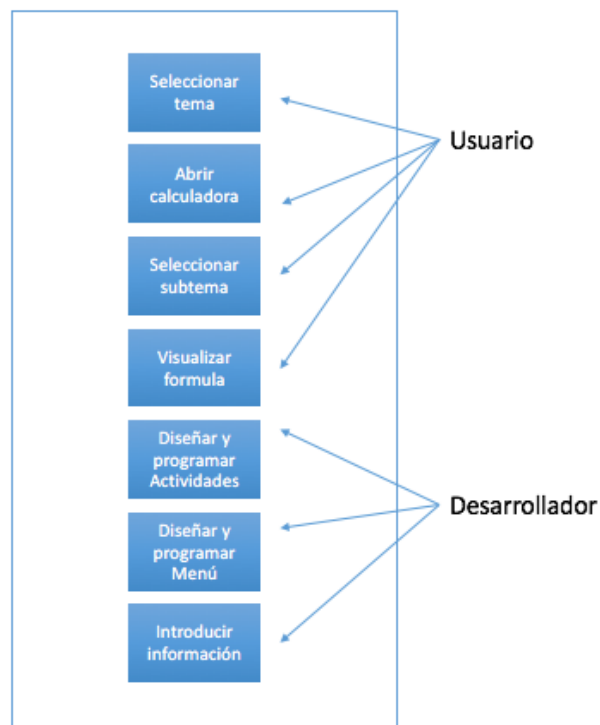 Seleccionar
tema
Usuario
Abrir
calculadora
Seleccionar
subtema
Visualizar
formula
Diseñar y
programar
Actividades
Desarrollador
Diseñar y
programar
Menú
Introducir
información